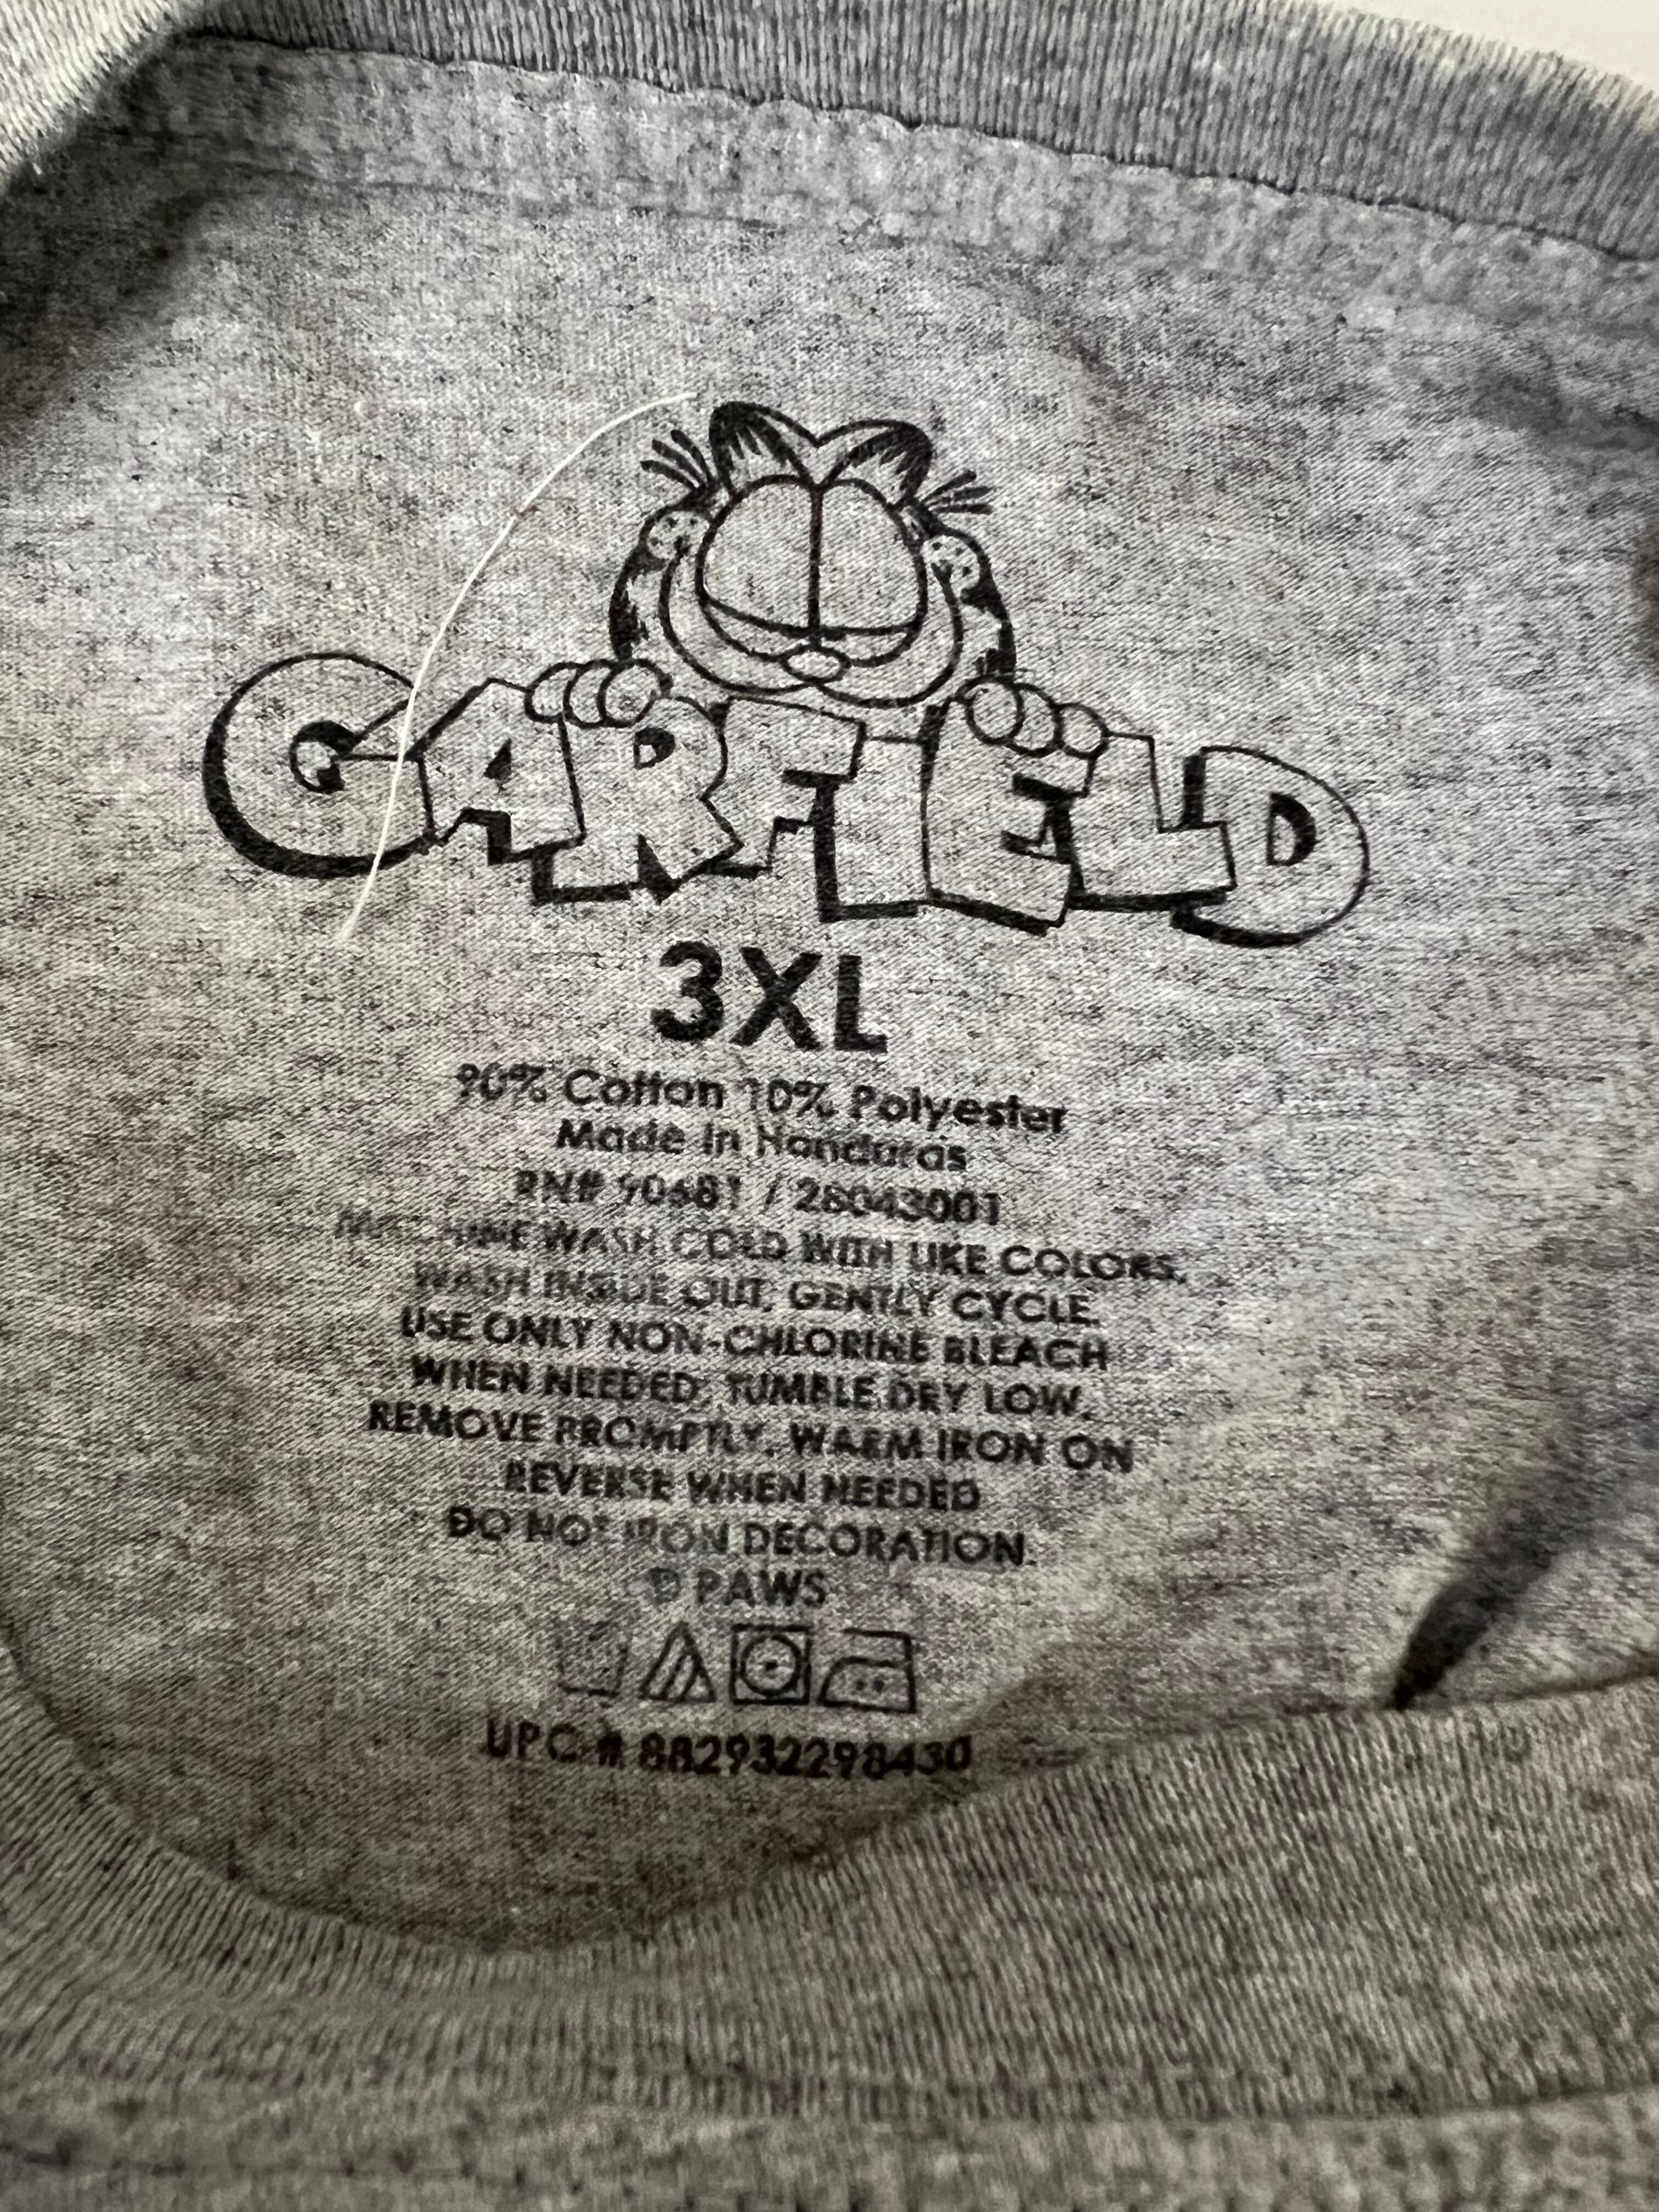 GARFIELD
3XL
90% Cotton 10% Polyester
Made in Honduras
RN# 90681 / 28043001
MACHINE WASH COLD WITH LIKE COLORS.
WASH INSIDE OUT, GENTLY CYCLE.
USE ONLY NON-CHLORINE BLEACH
WHEN NEEDED; TUMBLE DRY LOW.
REMOVE PROMPTLY. WARM IRON ON
REVERSE WHEN NEEDED
DO NOT IRON DECORATION.
PAWS
UPC # 882932298430